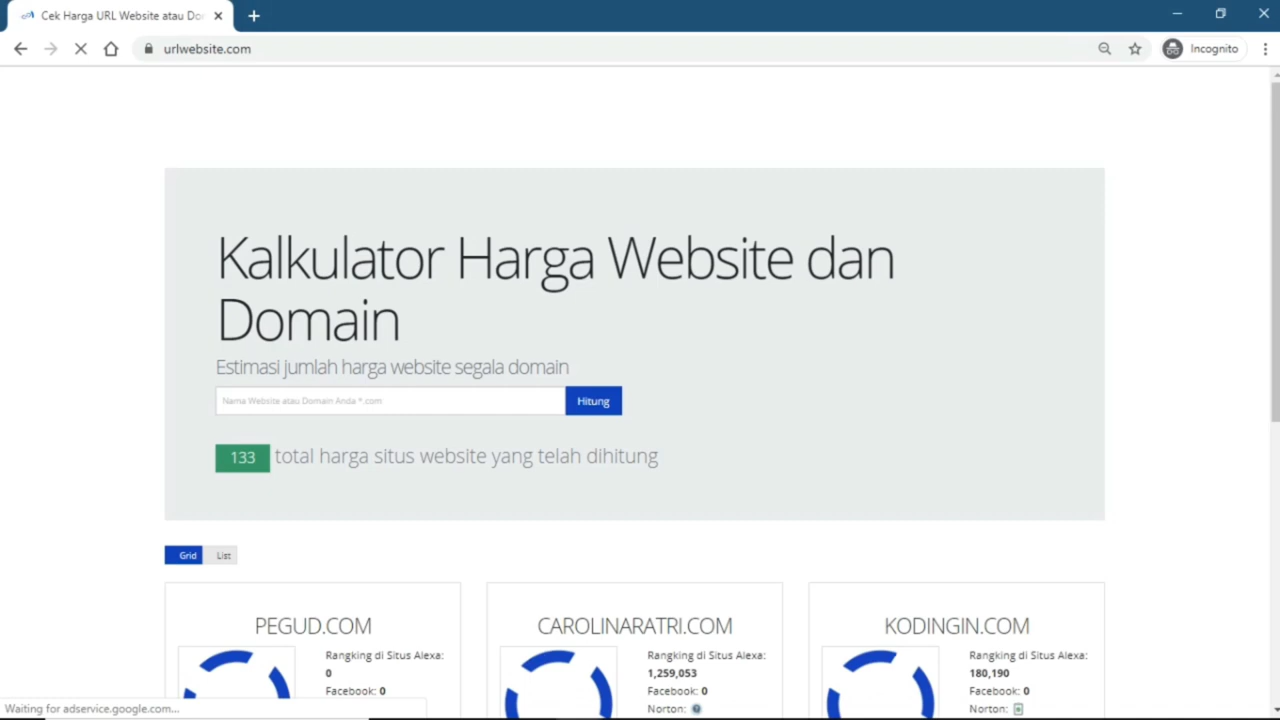 Cek Harga URL Website atau Do
urlwebsite.com
Incognito
Kalkulator Harga Website dan
Domain
Estimasi jumlah harga website segala domain
Nama Website atau Domain Anda *.com
Hitung
133 total harga situs website yang telah dihitung
Grid List
PEGUD.COM
Rangking di Situs Alexa:
0
Facebook: 0
CAROLINARATRI.COM
Rangking di Situs Alexa:
1,259,053
Facebook: 0
Norton:
KODINGIN.COM
Rangking di Situs Alexa:
180,190
Facebook: 0
Norton:
Waiting for adservice.google.com...